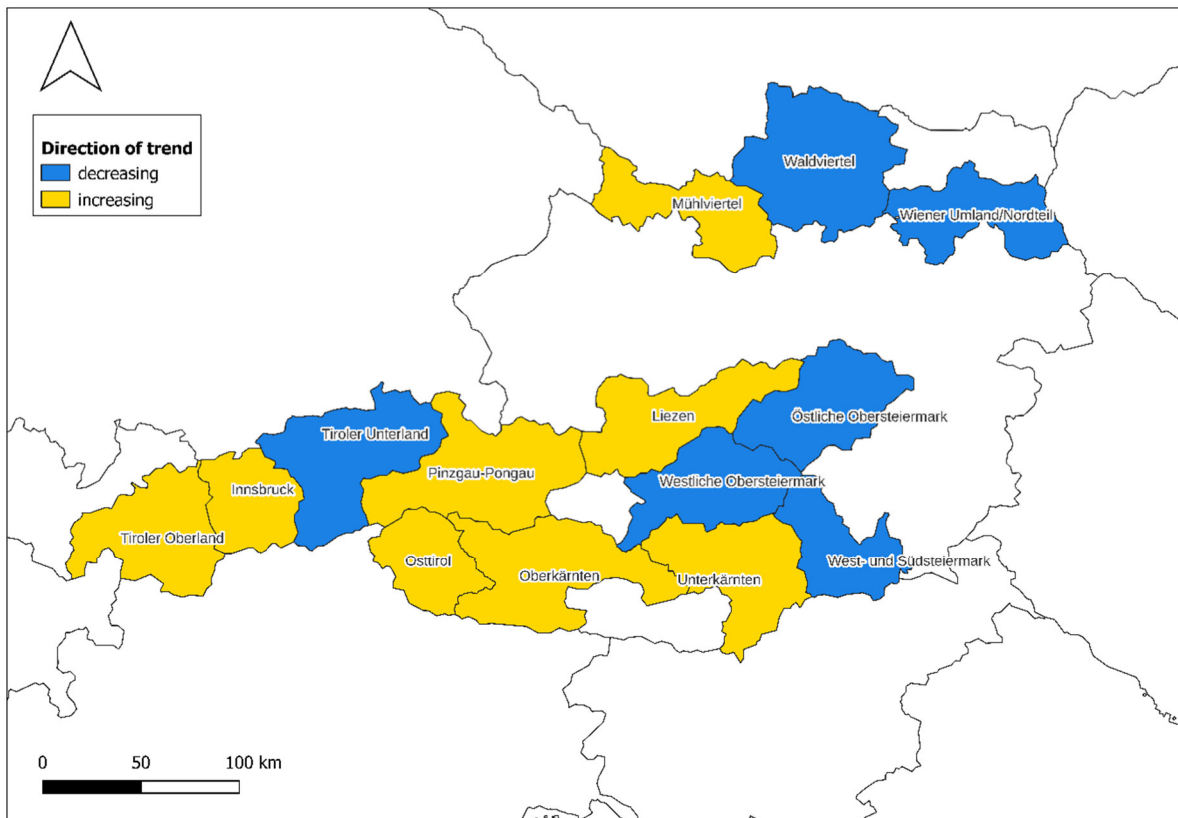 Direction of trend
decreasing
increasing
Waldviertel
Mühlviertel
Wiener Umland/Nordteil
Liezen
Östliche Obersteiermark
Tiroler Unterland
Pinzgau-Pongau
Westliche Obersteiermark
Innsbruck
Tiroler Oberland
Osttirol
Oberkärnten
Unterkärnten
West- und Südsteiermark
0 50 100 km